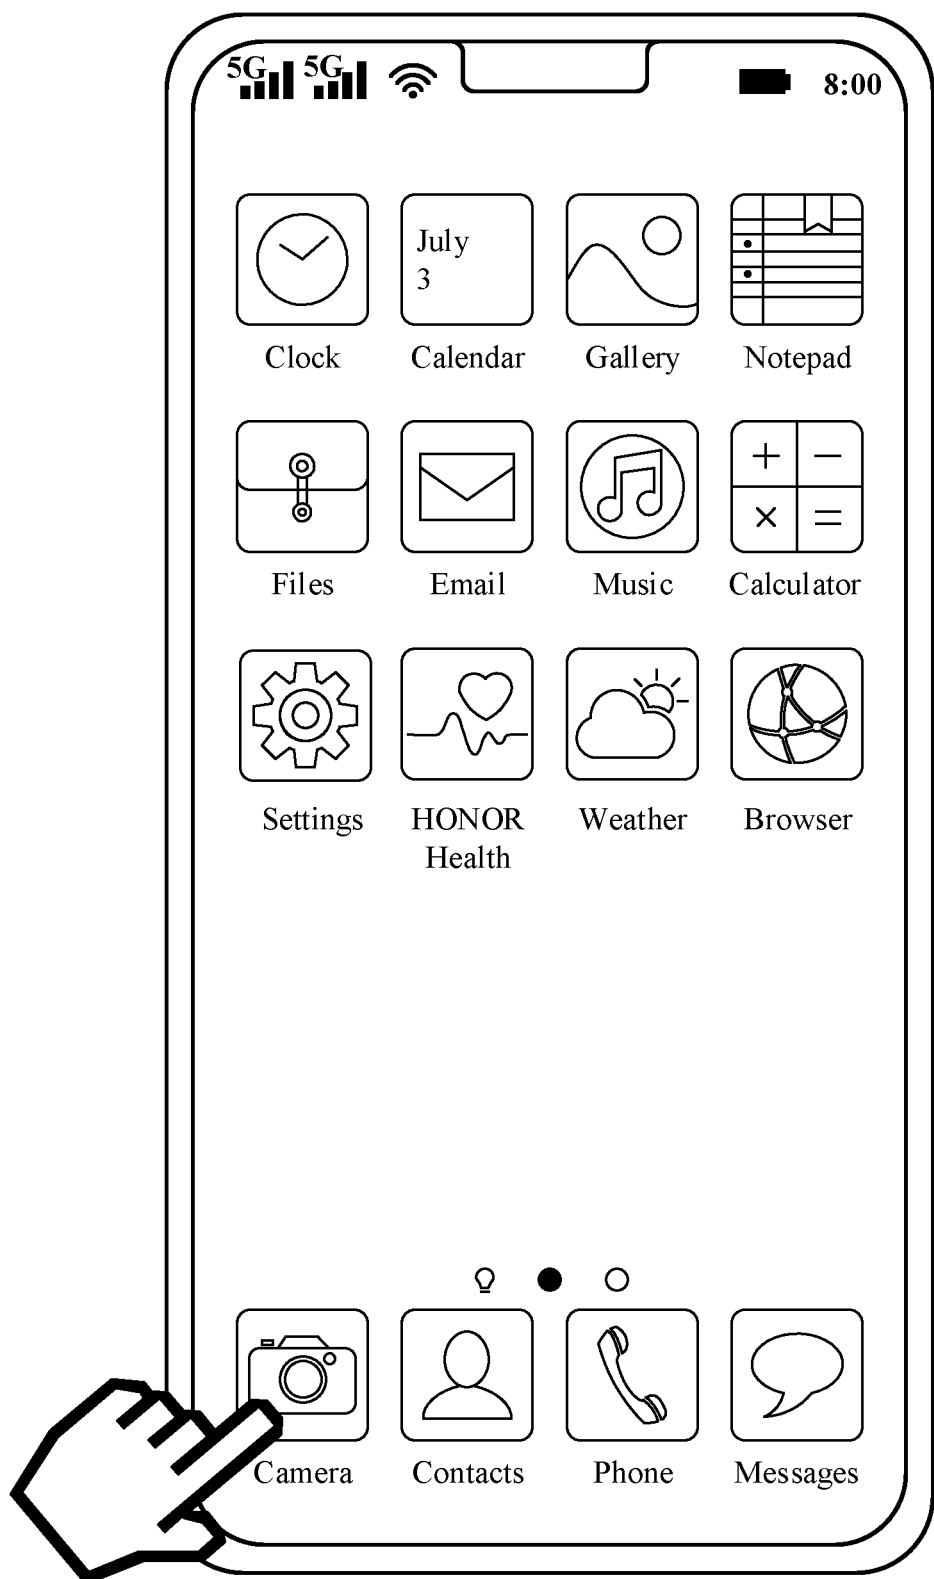 5G 5G 8:00
July
3
Clock Calendar Gallery Notepad
Files Email Music Calculator
Settings HONOR Weather Browser
Health
Camera Contacts Phone Messages